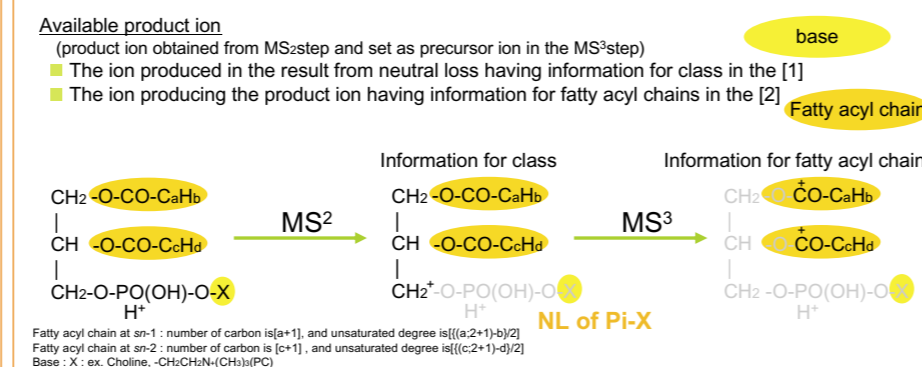 Available product ion
(product ion obtained from MS2step and set as precursor ion in the MS³step)
base
The ion produced in the result from neutral loss having information for class in the [1]
The ion producing the product ion having information for fatty acyl chains in the [2]
Fatty acyl chain
Information for class
Information for fatty acyl chain
CH2 -O-CO-CaHb
CH2 -O-CO-CaHb
CH2 -O-CO-CaHb
+
|
MS²
|
MS³
|
CH -O-CO-CcHd
CH -O-CO-CcHd
CH -O-CO-CcHd
+
|
|
|
CH2-O-PO(OH)-O-X
CH2+-O-PO(OH)-O-X
CH2 -O-PO(OH)-O-X
H+
H+
NL of Pi-X
Fatty acyl chain at sn-1 : number of carbon is[a+1], and unsaturated degree is[{(a;2+1)-b}/2]
Fatty acyl chain at sn-2 : number of carbon is [c+1] , and unsaturated degree is[{(c;2+1)-d}/2]
Base : X : ex. Choline, -CH2CH2N+(CH3)3(PC)